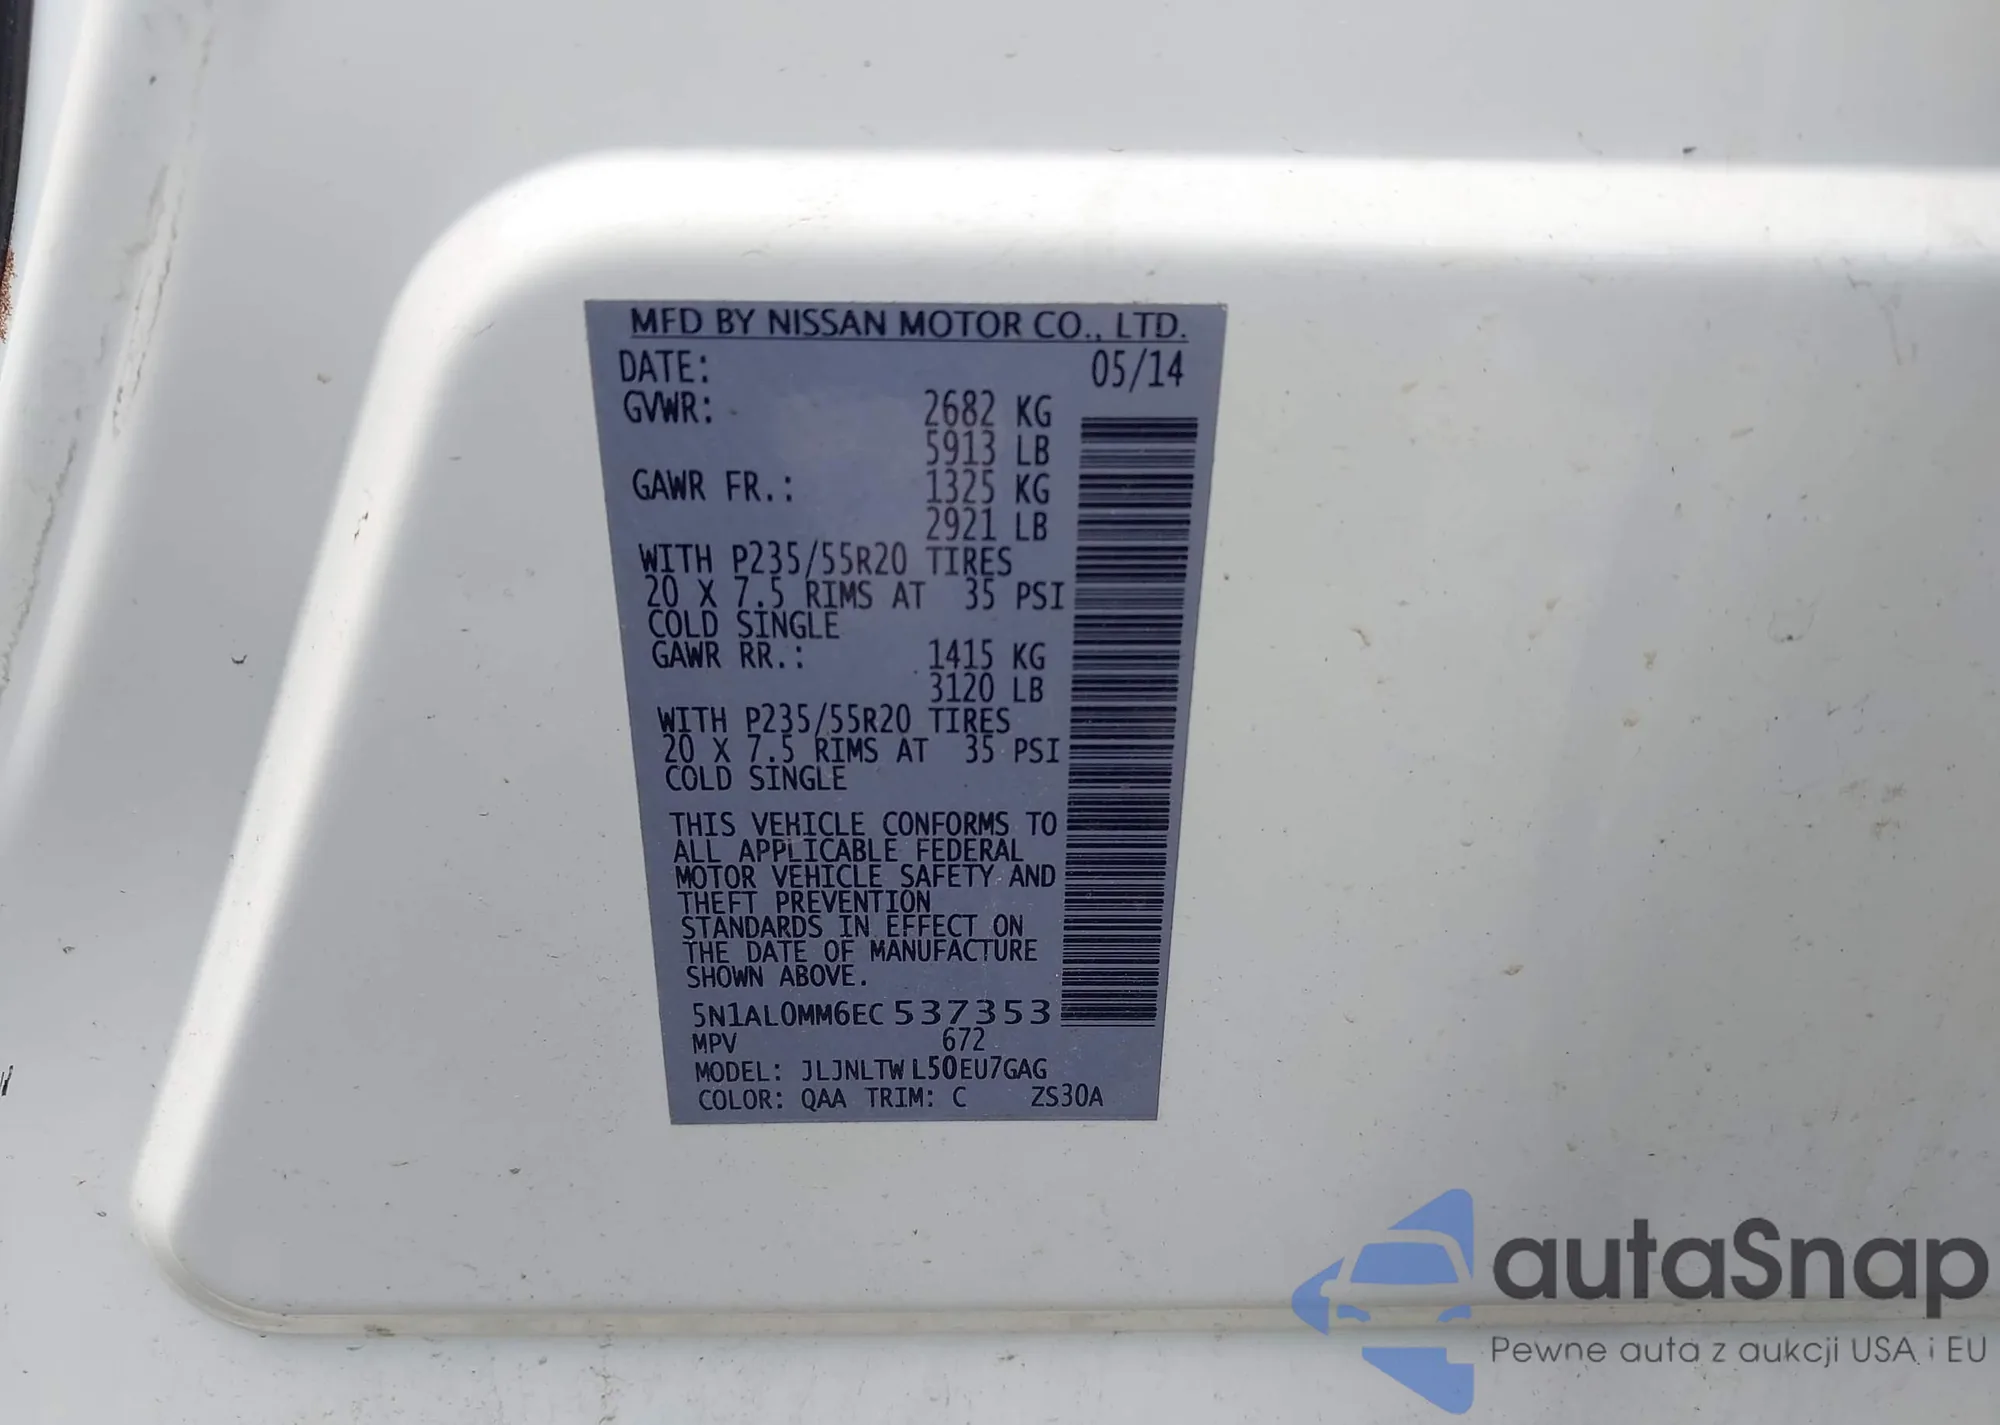 MFD BY NISSAN MOTOR CO., LTD.
DATE: 05/14
GVWR: 2682 KG
5913 LB
GAWR FR.: 1325 KG
2921 LB
WITH P235/55R20 TIRES
20 X 7.5 RIMS AT 35 PSI
COLD SINGLE
GAWR RR.: 1415 KG
3120 LB
WITH P235/55R20 TIRES
20 X 7.5 RIMS AT 35 PSI
COLD SINGLE
THIS VEHICLE CONFORMS TO
ALL APPLICABLE FEDERAL
MOTOR VEHICLE SAFETY AND
THEFT PREVENTION
STANDARDS IN EFFECT ON
THE DATE OF MANUFACTURE
SHOWN ABOVE.
5N1AL0MM6EC 537353
MPV 672
MODEL: JLJNLTW L50EU7GAG
COLOR: QAA TRIM: C ZS30A
autaSnap
Pewne auta z aukcji USA i EU